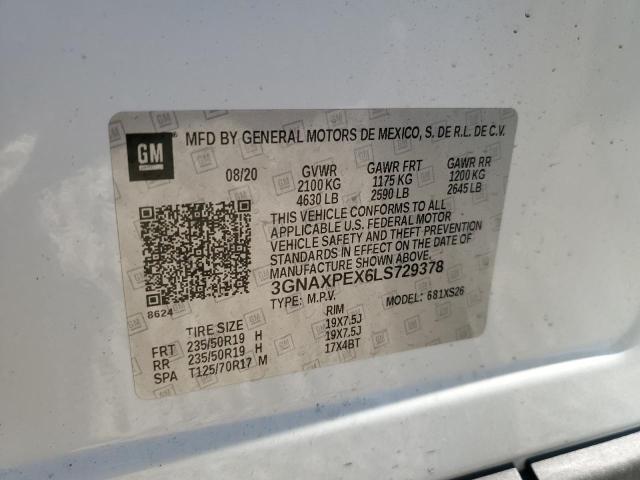 GM
MFD BY GENERAL MOTORS DE MEXICO, S. DE R.L. DE C.V.
08/20 GVWR GAWR FRT GAWR RR
2100 KG 1175 KG 1200 KG
4630 LB 2590 LB 2645 LB
THIS VEHICLE CONFORMS TO ALL
APPLICABLE U.S. FEDERAL MOTOR
VEHICLE SAFETY AND THEFT PREVENTION
STANDARDS IN EFFECT ON THE DATE OF
MANUFACTURE SHOWN ABOVE.
3GNAXPEX6LS729378
8624
TYPE: M.P.V. MODEL: 681XS26
TIRE SIZE RIM
FRT 235/50R19 H 19X7.5J
RR 235/50R19 H 19X7.5J
SPA T125/70R17 M 17X4BT